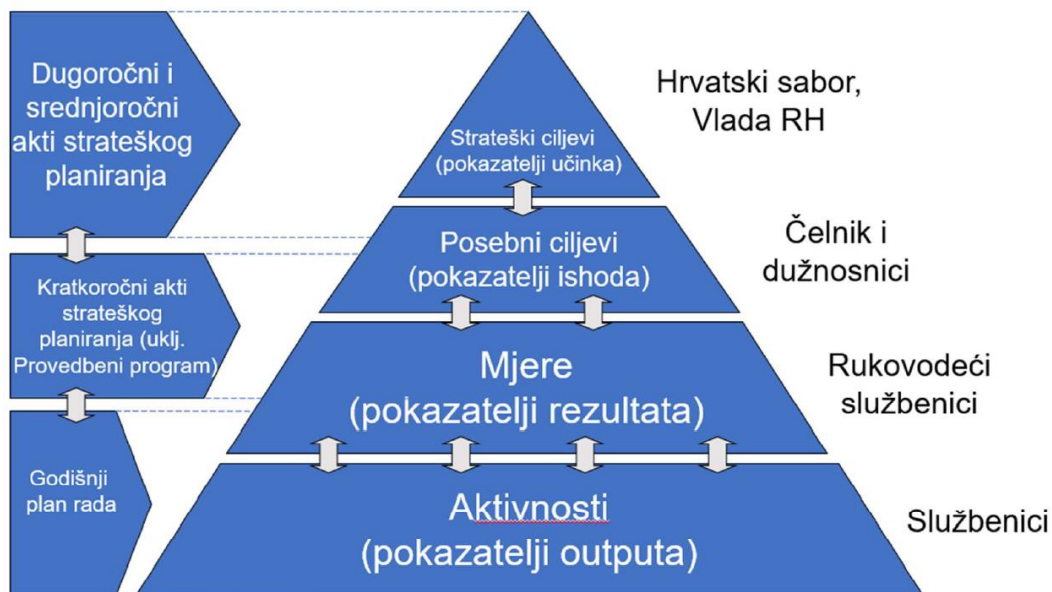 Dugoročni i
srednjoročni
akti strateškog
planiranja
Kratkoročni akti
strateškog
planiranja (uklj.
Provedbeni program)
Godišnji
plan rada
Strateški ciljevi
(pokazatelji učinka)
Posebni ciljevi
(pokazatelji ishoda)
Mjere
(pokazatelji rezultata)
Aktivnosti
(pokazatelji outputa)
Hrvatski sabor,
Vlada RH
Čelnik i
dužnosnici
Rukovodeći
službenici
Službenici